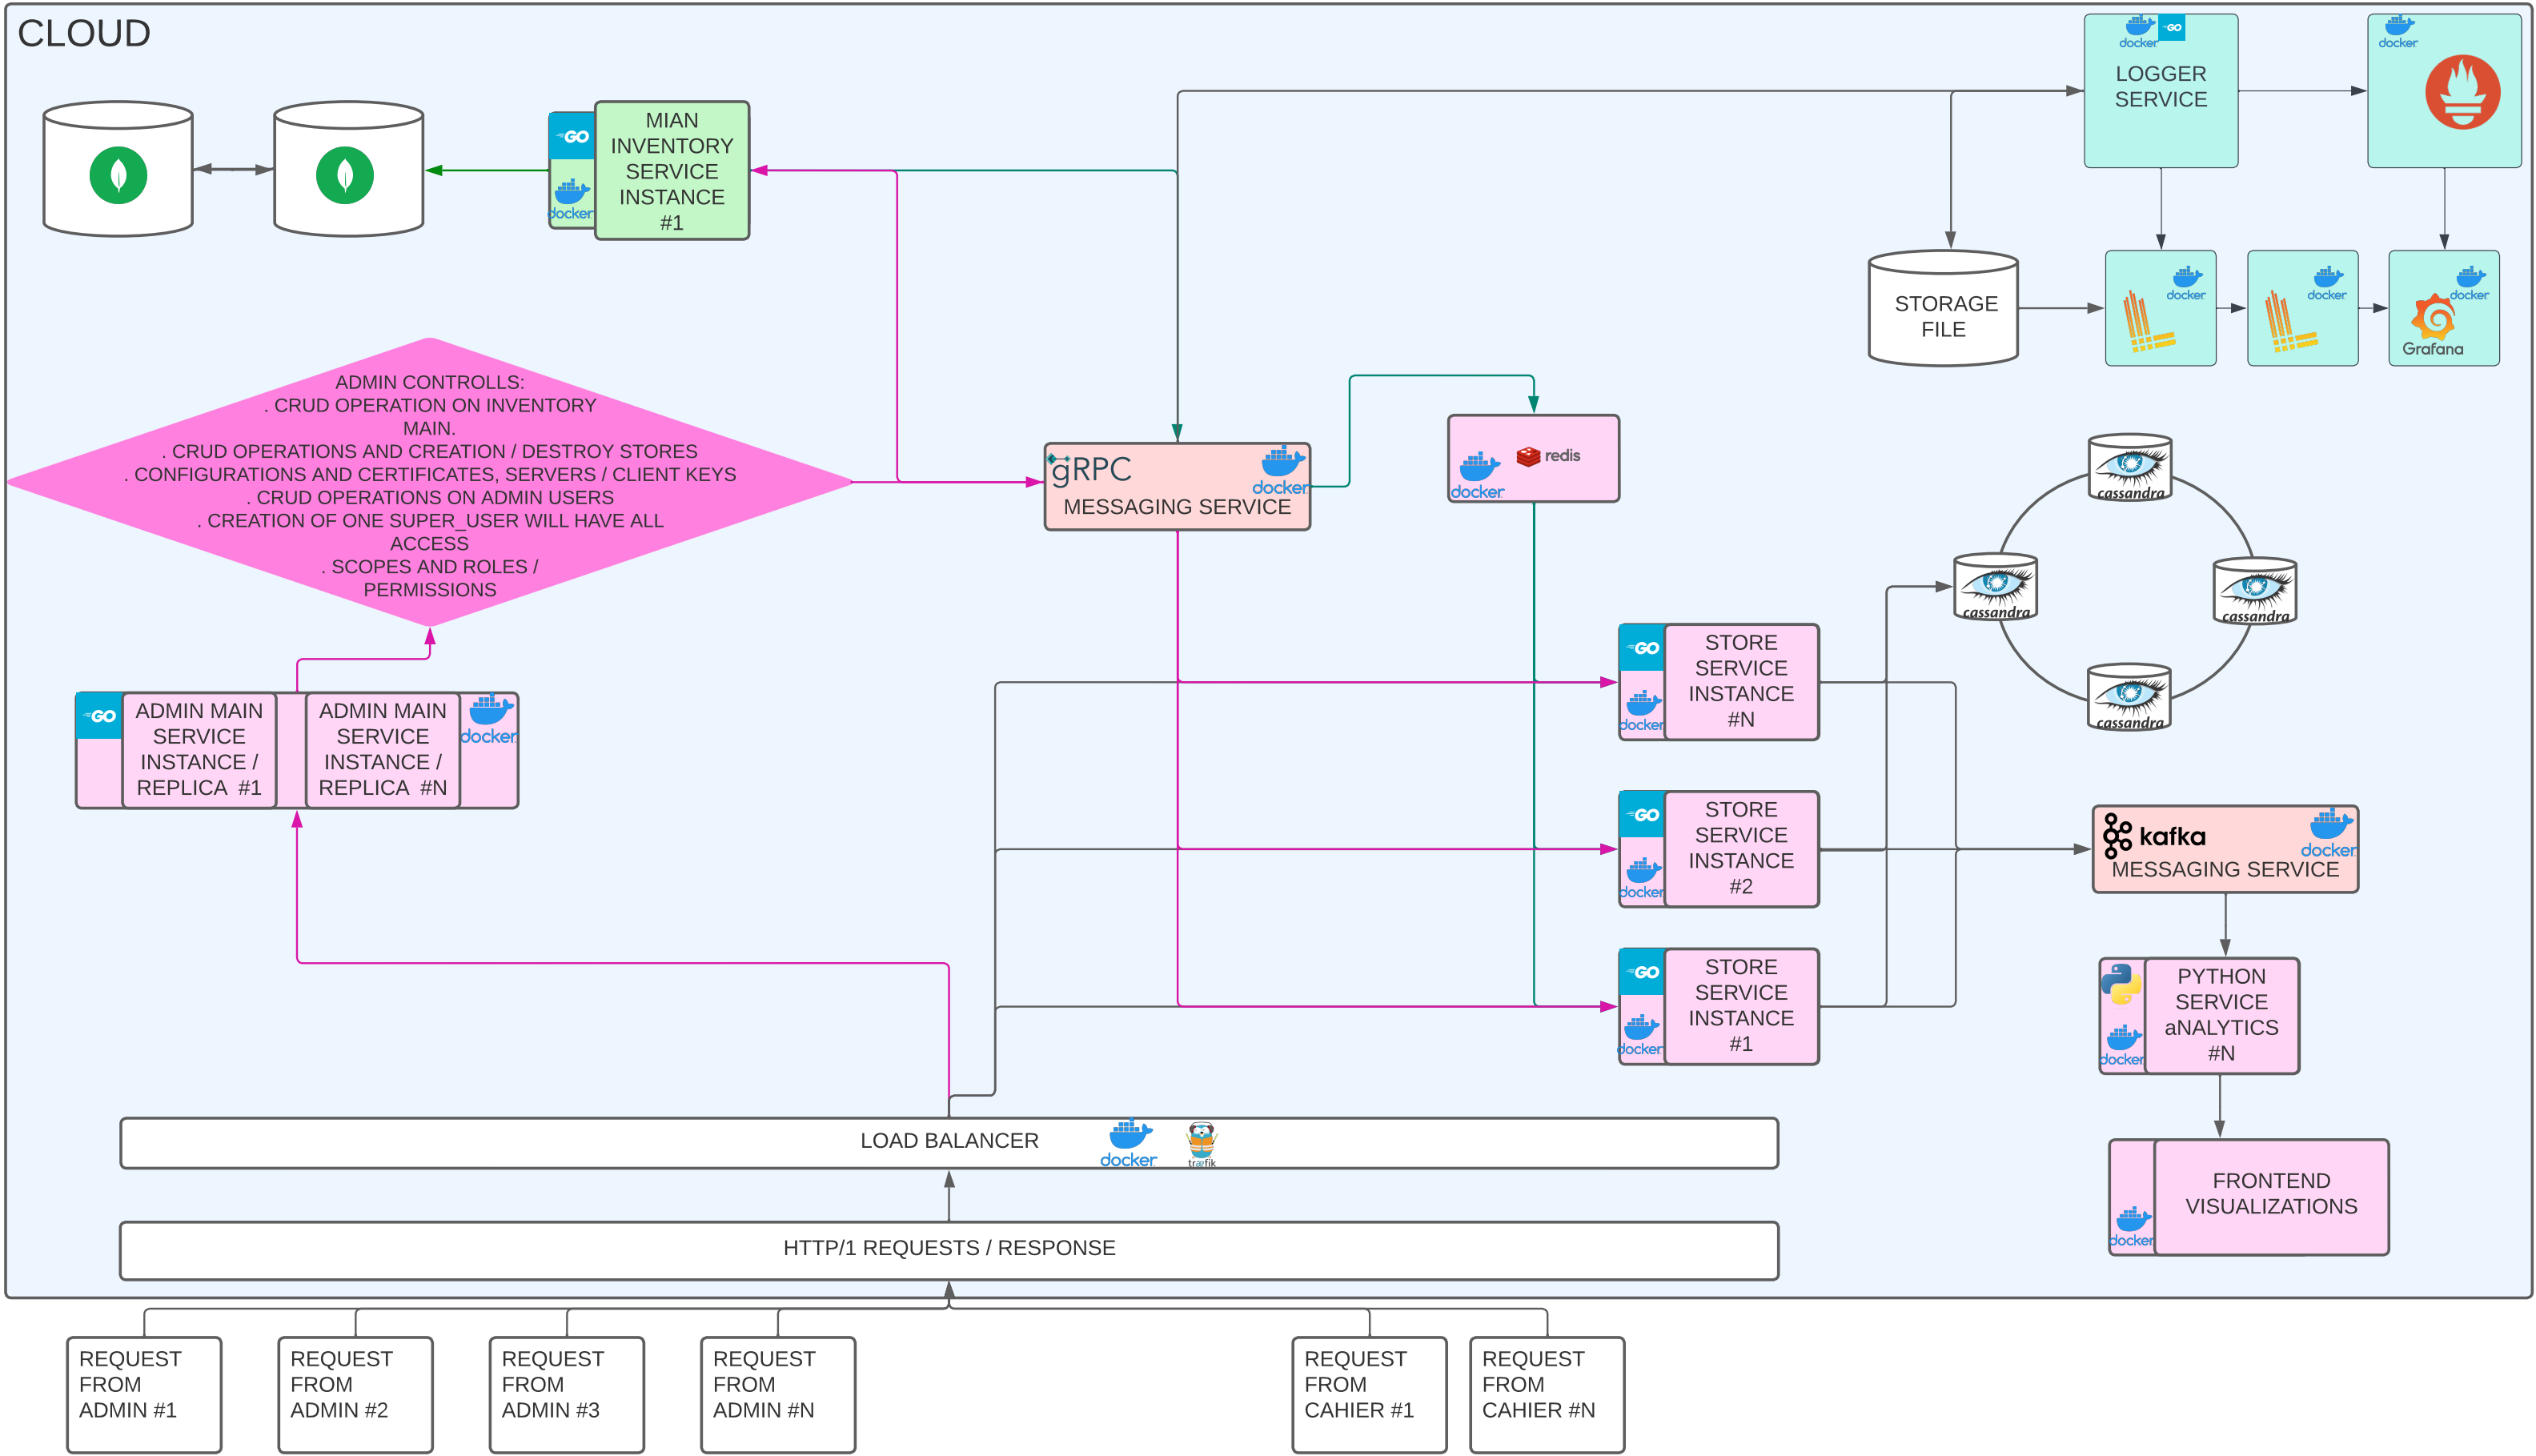 CLOUD
docker
GO
LOGGER
SERVICE
docker
GO
docker
MIAN
INVENTORY
SERVICE
INSTANCE
#1
STORAGE
FILE
docker
docker
docker
Grafana
ADMIN CONTROLLS:
. CRUD OPERATION ON INVENTORY
MAIN.
. CRUD OPERATIONS AND CREATION / DESTROY STORES
. CONFIGURATIONS AND CERTIFICATES, SERVERS / CLIENT KEYS
. CRUD OPERATIONS ON ADMIN USERS
. CREATION OF ONE SUPER_USER WILL HAVE ALL
ACCESS
. SCOPES AND ROLES /
PERMISSIONS
gRPC
docker
MESSAGING SERVICE
redis
docker
cassandra
cassandra
cassandra
cassandra
GO
docker
STORE
SERVICE
INSTANCE
#N
GO
ADMIN MAIN
SERVICE
INSTANCE /
REPLICA #1
ADMIN MAIN
SERVICE
INSTANCE /
REPLICA #N
docker
GO
docker
STORE
SERVICE
INSTANCE
#2
kafka
docker
MESSAGING SERVICE
GO
docker
STORE
SERVICE
INSTANCE
#1
docker
PYTHON
SERVICE
aNALYTICS
#N
LOAD BALANCER
docker
træfik
docker
FRONTEND
VISUALIZATIONS
HTTP/1 REQUESTS / RESPONSE
REQUEST
FROM
ADMIN #1
REQUEST
FROM
ADMIN #2
REQUEST
FROM
ADMIN #3
REQUEST
FROM
ADMIN #N
REQUEST
FROM
CAHIER #1
REQUEST
FROM
CAHIER #N